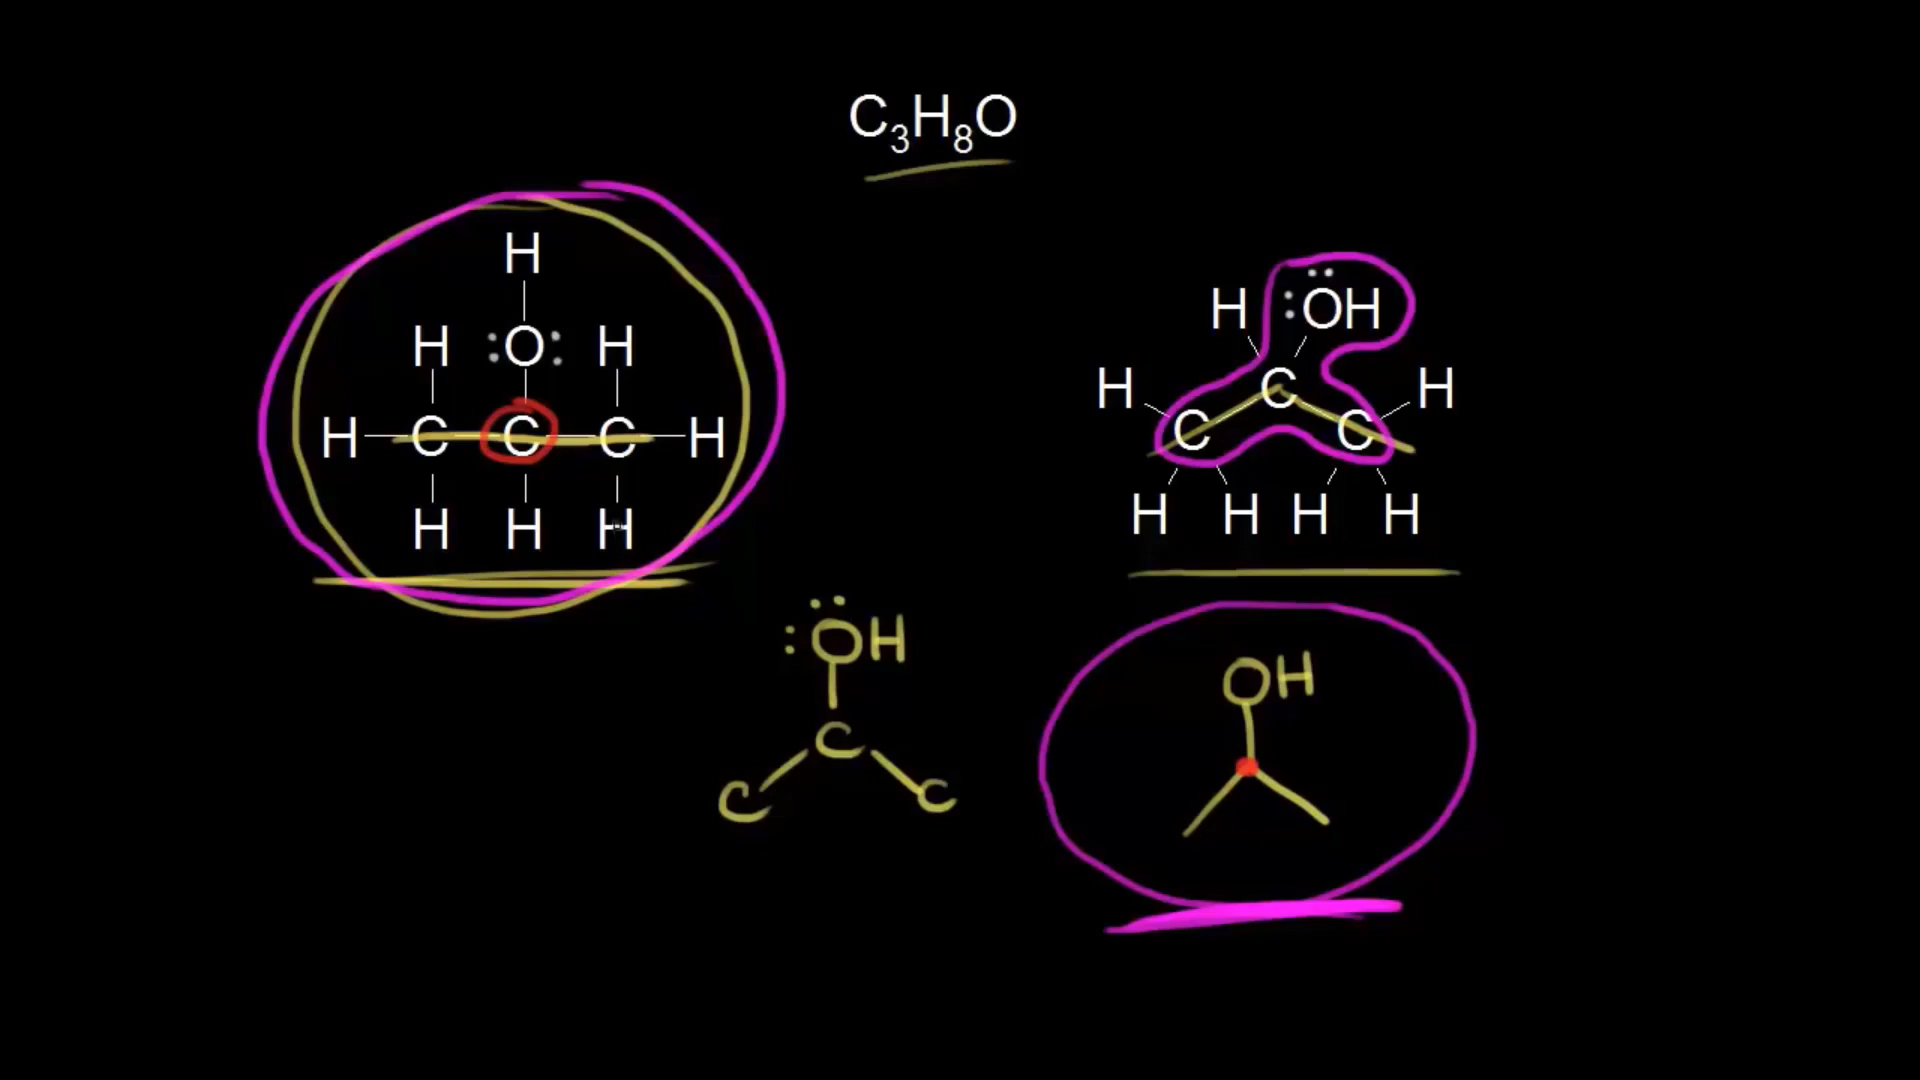 C₃H₈O
H
H :O: H
H C C C H
H H H
H :OH
H C H
C C
H H H H
:OH
C
C C
OH